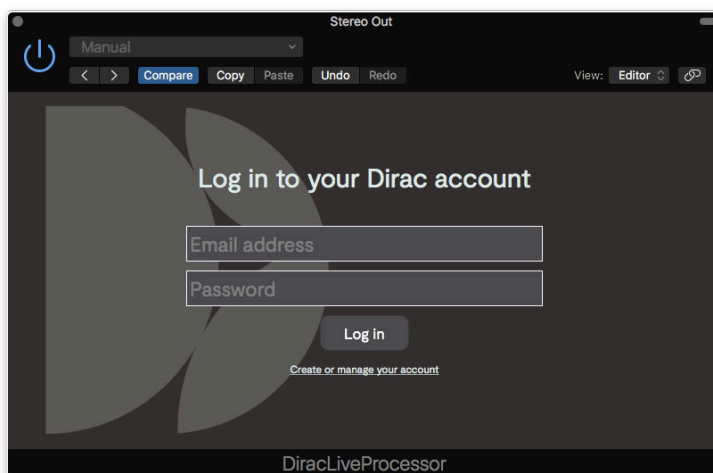 Stereo Out
Manual
Compare Copy Paste Undo Redo View: Editor
Log in to your Dirac account
Email address
Password
Log in
Create or manage your account
DiracLiveProcessor